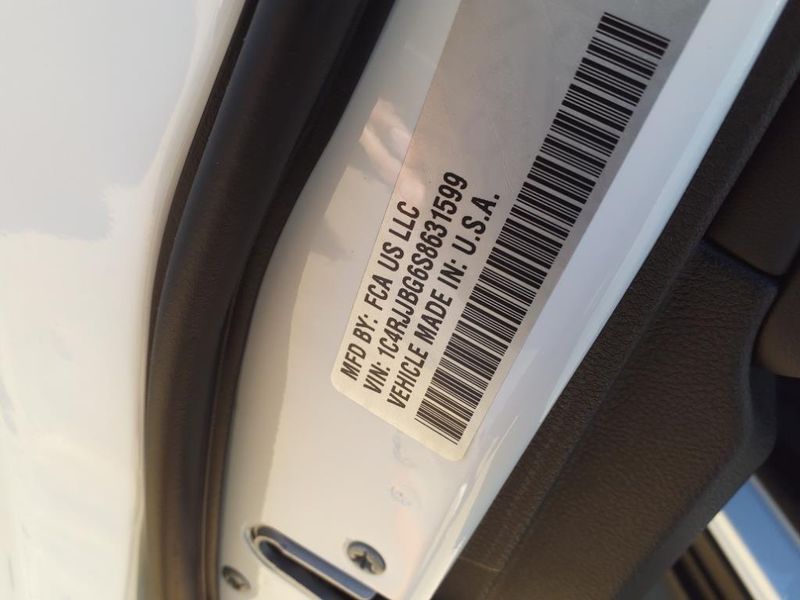 MFD BY: FCA US LLC
VIN: 1C4RJJBG6S8631599
VEHICLE MADE IN: U.S.A.